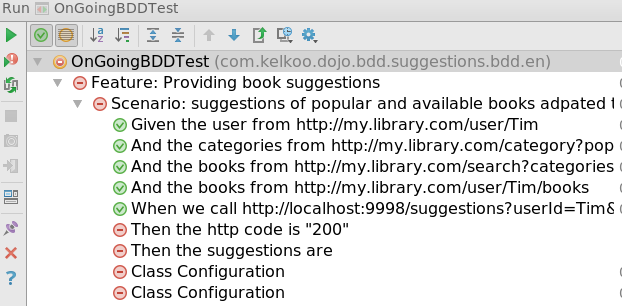 Run OnGoingBDDTest
OnGoingBDDTest (com.kelkoo.dojo.bdd.suggestions.bdd.en)
Feature: Providing book suggestions
Scenario: suggestions of popular and available books adpated t
Given the user from http://my.library.com/user/Tim
And the categories from http://my.library.com/category?pop
And the books from http://my.library.com/search?categories
And the books from http://my.library.com/user/Tim/books
When we call http://localhost:9998/suggestions?userId=Tim&
Then the http code is "200"
Then the suggestions are
Class Configuration
Class Configuration